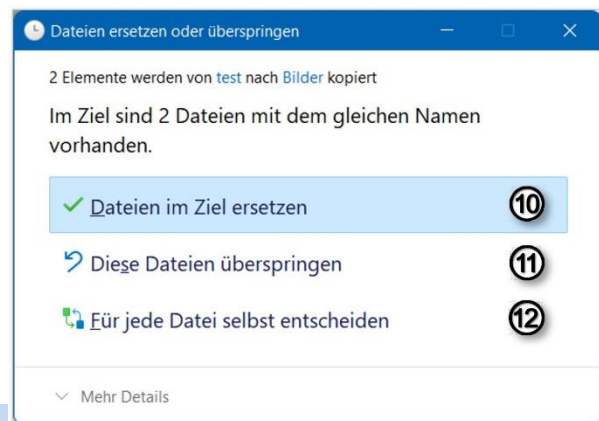 Dateien ersetzen oder überspringen
2 Elemente werden von test nach Bilder kopiert
Im Ziel sind 2 Dateien mit dem gleichen Namen
vorhanden.
Dateien im Ziel ersetzen ⑩
Diese Dateien überspringen ⑪
Für jede Datei selbst entscheiden ⑫
Mehr Details